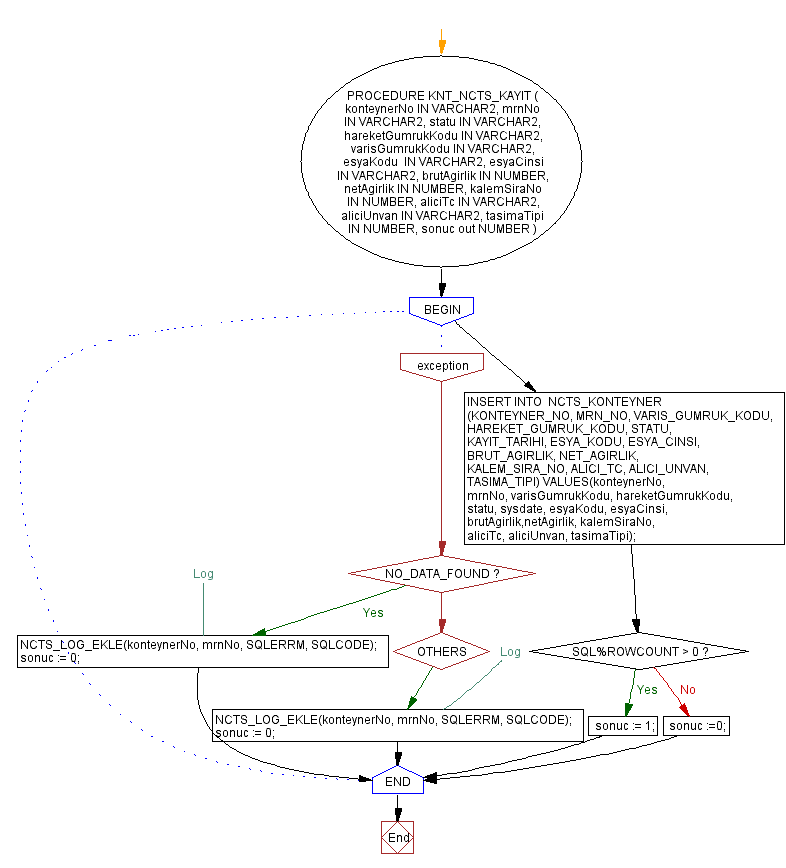 PROCEDURE KNT_NCTS_KAYIT (
konteynerNo IN VARCHAR2, mrnNo
IN VARCHAR2, statu IN VARCHAR2,
hareketGumrukKodu IN VARCHAR2,
varisGumrukKodu IN VARCHAR2,
esyaKodu  IN VARCHAR2, esyaCinsi
IN VARCHAR2, brutAgirlik IN NUMBER,
netAgirlik IN NUMBER, kalemSiraNo
IN NUMBER, aliciTc IN VARCHAR2,
aliciUnvan IN VARCHAR2, tasimaTipi
IN NUMBER, sonuc out NUMBER )
BEGIN
exception
INSERT INTO  NCTS_KONTEYNER
(KONTEYNER_NO, MRN_NO, VARIS_GUMRUK_KODU,
HAREKET_GUMRUK_KODU, STATU,
KAYIT_TARIHI, ESYA_KODU, ESYA_CINSI,
BRUT_AGIRLIK, NET_AGIRLIK,
KALEM_SIRA_NO, ALICI_TC, ALICI_UNVAN,
TASIMA_TIPI) VALUES(konteynerNo,
mrnNo, varisGumrukKodu, hareketGumrukKodu,
statu, sysdate, esyaKodu, esyaCinsi,
brutAgirlik,netAgirlik, kalemSiraNo,
aliciTc, aliciUnvan, tasimaTipi);
NO_DATA_FOUND ?
Log
Yes
NCTS_LOG_EKLE(konteynerNo, mrnNo, SQLERRM, SQLCODE);
sonuc := 0;
OTHERS
Log
SQL%ROWCOUNT > 0 ?
Yes
No
NCTS_LOG_EKLE(konteynerNo, mrnNo, SQLERRM, SQLCODE);
sonuc := 0;
sonuc := 1;
sonuc :=0;
END
End